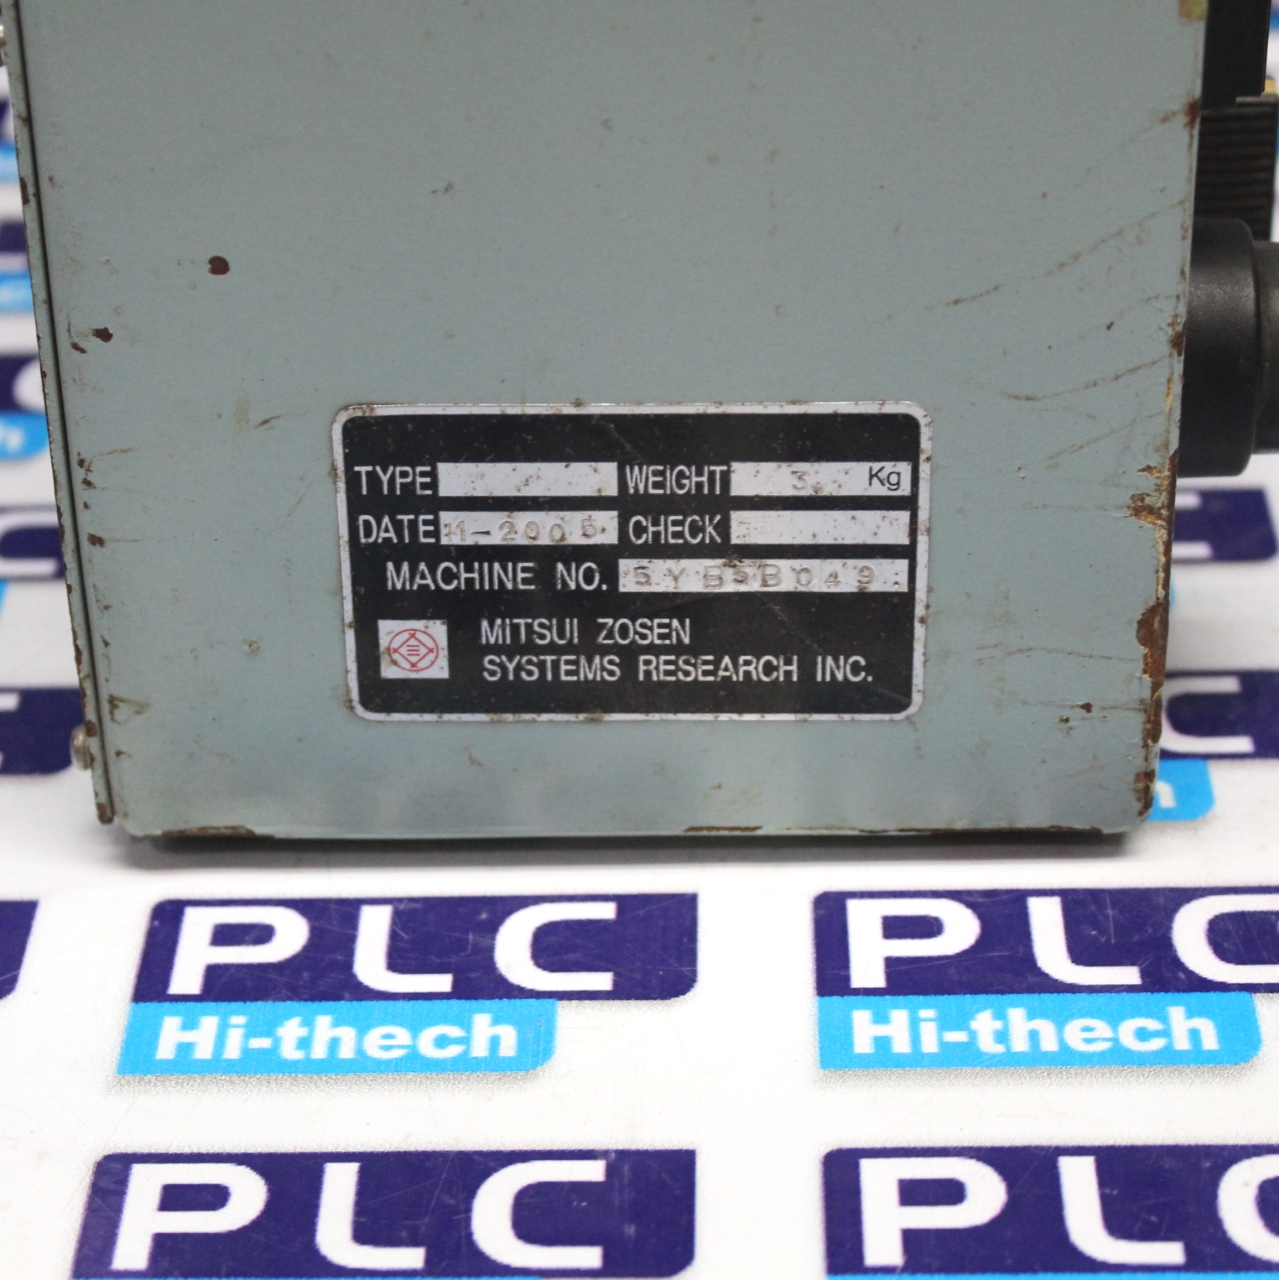 TYPE WEIGHT 3 Kg
DATE 11-2005 CHECK
MACHINE NO. 5YB5B049
MITSUI ZOSEN
SYSTEMS RESEARCH INC.
PLC PLC
Hi-thech Hi-thech
PLC PLC